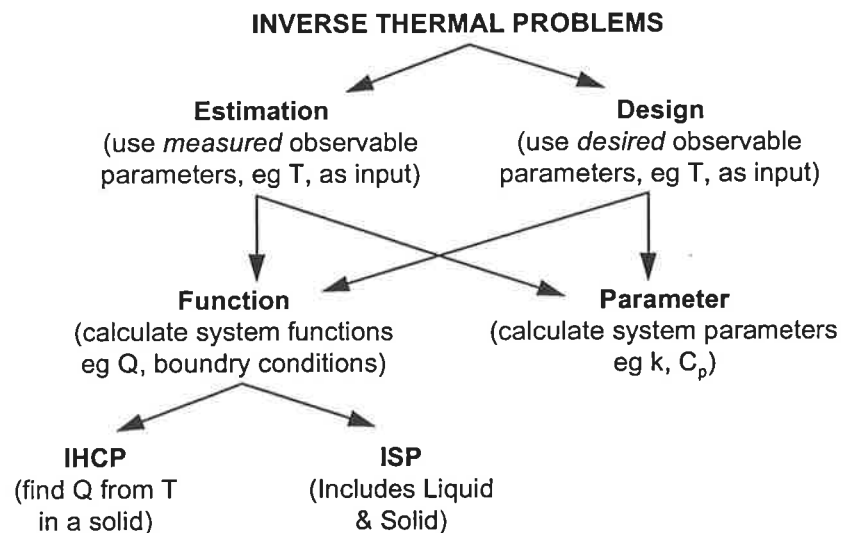 INVERSE THERMAL PROBLEMS
Estimation
(use measured observable
parameters, eg T, as input)
Design
(use desired observable
parameters, eg T, as input)
Function
(calculate system functions
eg Q, boundry conditions)
Parameter
(calculate system parameters
eg k, Cp)
IHCP
(find Q from T
in a solid)
ISP
(Includes Liquid
& Solid)